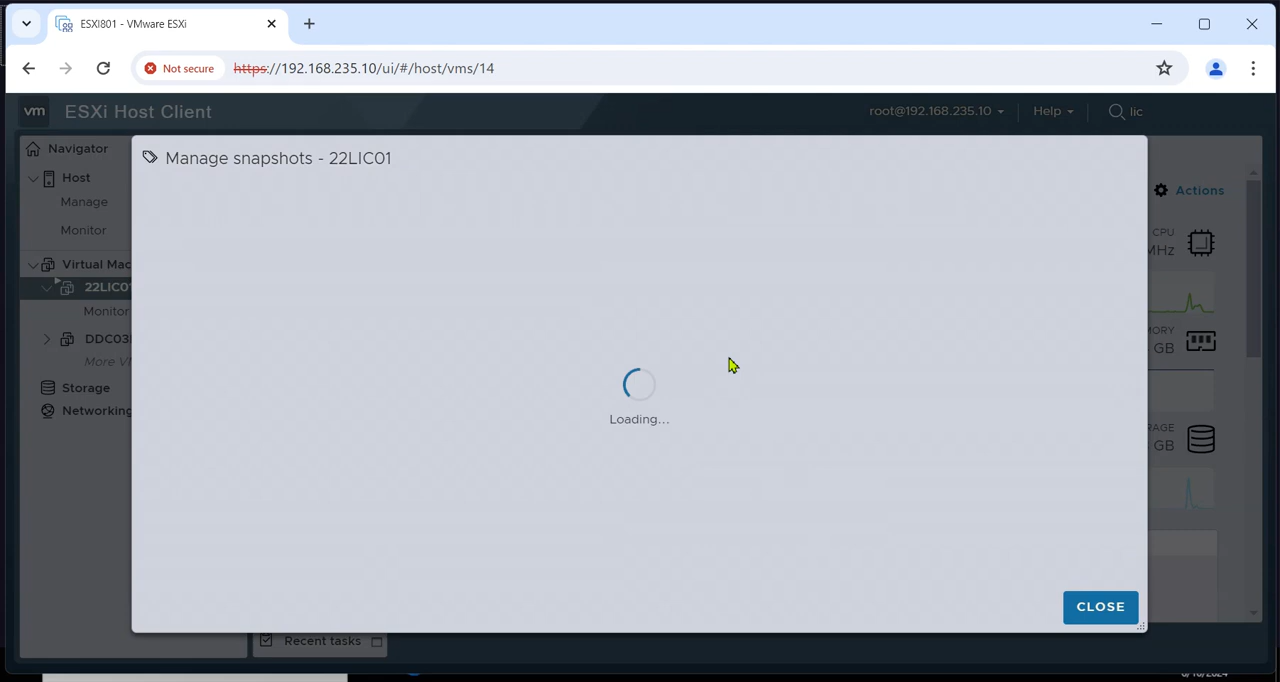 ESXI801 - VMware ESXi
Not secure
https://192.168.235.10/ui/#/host/vms/14
vm
ESXi Host Client
root@192.168.235.10
Help
lic
Navigator
Host
Manage
Monitor
Virtual Mac
22LIC01
Monitor
DDC03
More V
Storage
Networking
Manage snapshots - 22LIC01
Loading...
CLOSE
Actions
CPU
MHz
MORY
GB
RAGE
GB
Recent tasks